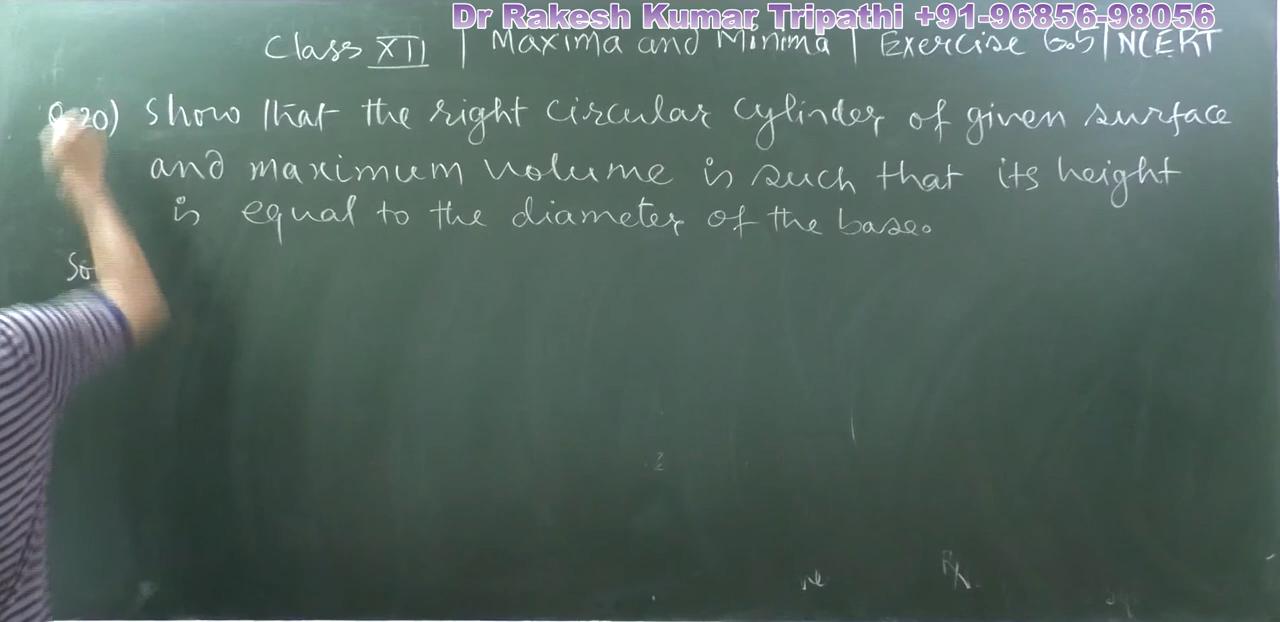 Dr Rakesh Kumar Tripathi +91-96856-98056
Class XII | Maxima and Minima | Exercise 6.5 | NCERT
Q.20) Show that the right circular cylinder of given surface
and maximum volume is such that its height
is equal to the diameter of the base.
So